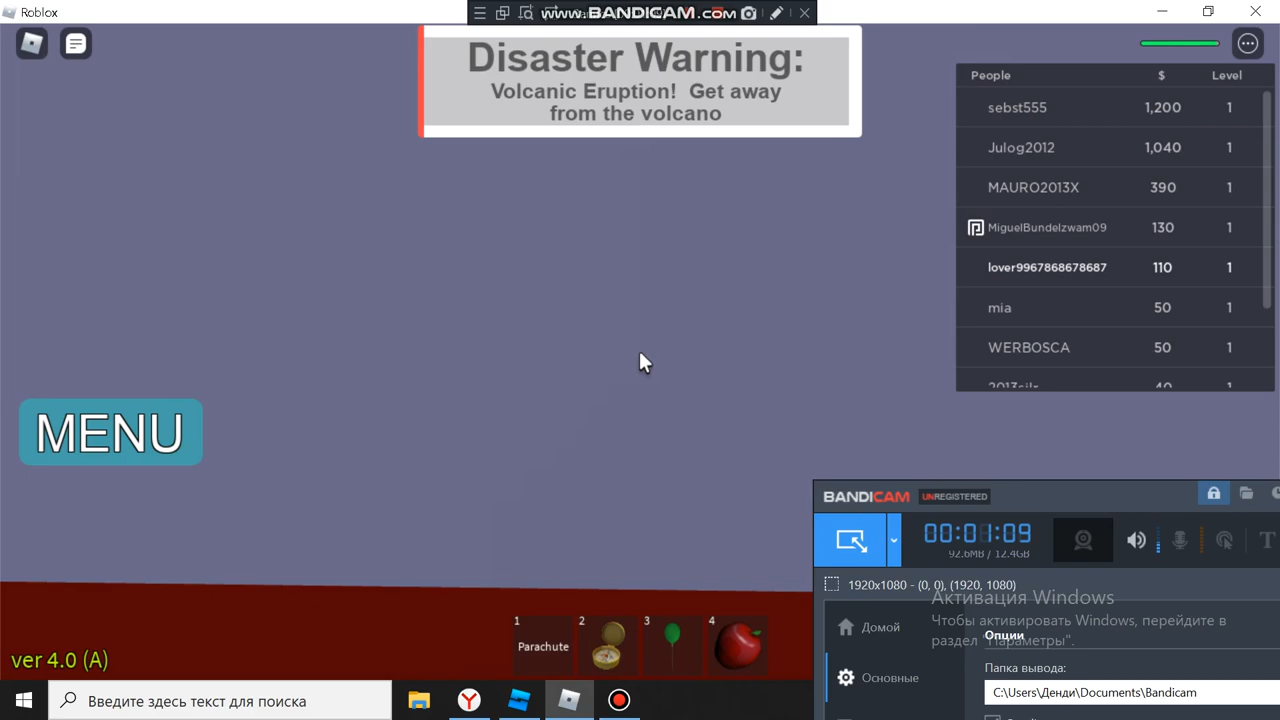 Roblox
www.BANDICAM.com
Disaster Warning:
Volcanic Eruption! Get away
from the volcano
People $ Level
sebst555 1,200 1
Julog2012 1,040 1
MAURO2013X 390 1
MiguelBundelzwam09 130 1
lover9967868678687 110 1
mia 50 1
WERBOSCA 50 1
MENU
BANDICAM UNREGISTERED
00:01:09
92.6MB / 12.4GB
1920x1080 - (0, 0), (1920, 1080)
Активация Windows
Чтобы активировать Windows, перейдите в
раздел "Параметры".
Домой
Опции
Основные
Папка вывода:
C:\Users\Денди\Documents\Bandicam
1 Parachute 2 3 4
ver 4.0 (A)
Введите здесь текст для поиска